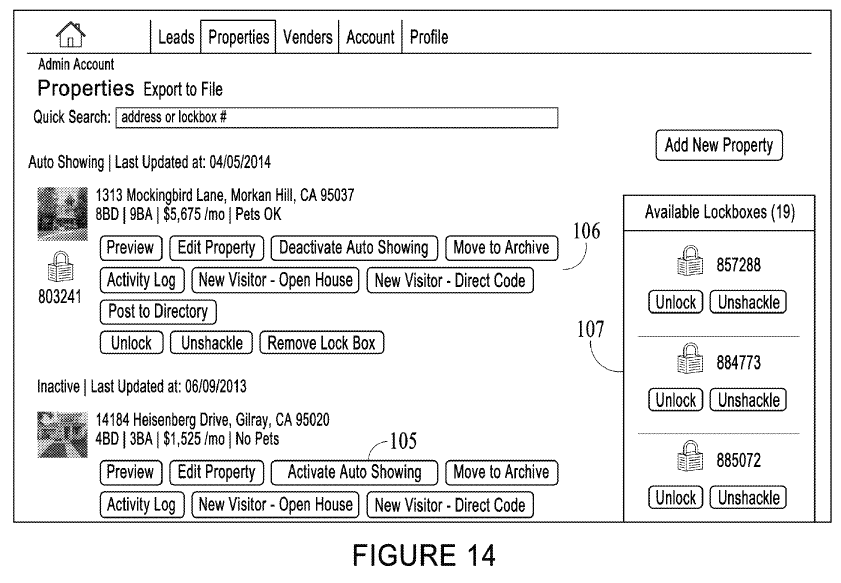 Leads Properties Venders Account Profile
Admin Account
Properties Export to File
Quick Search: address or lockbox #
Add New Property
Auto Showing | Last Updated at: 04/05/2014
1313 Mockingbird Lane, Morkan Hill, CA 95037
8BD | 9BA | $5,675 /mo | Pets OK
Preview Edit Property Deactivate Auto Showing Move to Archive
106
803241
Activity Log New Visitor - Open House New Visitor - Direct Code
Post to Directory
Unlock Unshackle Remove Lock Box
Inactive | Last Updated at: 06/09/2013
14184 Heisenberg Drive, Gilray, CA 95020
4BD | 3BA | $1,525 /mo | No Pets
105
Preview Edit Property Activate Auto Showing Move to Archive
Activity Log New Visitor - Open House New Visitor - Direct Code
107
Available Lockboxes (19)
857288
Unlock Unshackle
884773
Unlock Unshackle
885072
Unlock Unshackle
FIGURE 14